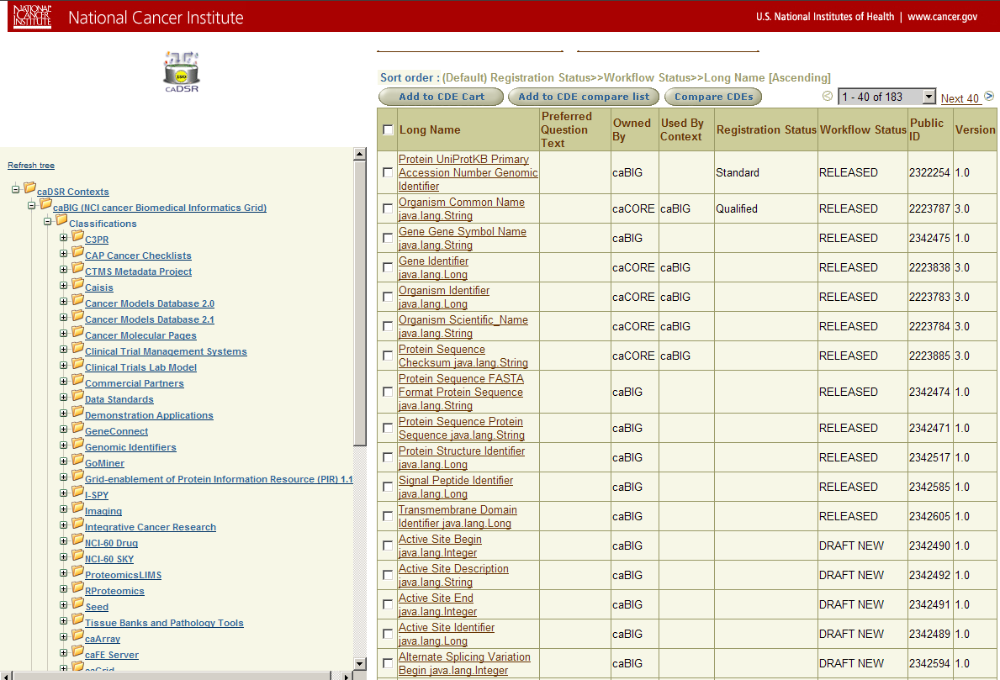 NATIONAL
CANCER
INSTITUTE
National Cancer Institute
U.S. National Institutes of Health | www.cancer.gov
ISO
caDSR
Refresh tree
caDSR Contexts
caBIG (NCI cancer Biomedical Informatics Grid)
Classifications
C3PR
CAP Cancer Checklists
CTMS Metadata Project
Caisis
Cancer Models Database 2.0
Cancer Models Database 2.1
Cancer Molecular Pages
Clinical Trial Management Systems
Clinical Trials Lab Model
Commercial Partners
Data Standards
Demonstration Applications
GeneConnect
Genomic Identifiers
GoMiner
Grid-enablement of Protein Information Resource (PIR) 1.1
I-SPY
Imaging
Integrative Cancer Research
NCI-60 Drug
NCI-60 SKY
ProteomicsLIMS
RProteomics
Seed
Tissue Banks and Pathology Tools
caArray
caFE Server
caGrid
Sort order : (Default) Registration Status>>Workflow Status>>Long Name [Ascending]
Add to CDE Cart Add to CDE compare list Compare CDEs 1 - 40 of 183 Next 40
Long Name Preferred Question Text Owned By Used By Context Registration Status Workflow Status Public ID Version
Protein UniProtKB Primary
Accession Number Genomic caBIG Standard RELEASED 2322254 1.0
Identifier
Organism Common Name
java.lang.String caCORE caBIG Qualified RELEASED 2223787 3.0
Gene Gene Symbol Name
java.lang.String caBIG RELEASED 2342475 1.0
Gene Identifier
java.lang.Long caCORE caBIG RELEASED 2223838 3.0
Organism Identifier
java.lang.Long caCORE caBIG RELEASED 2223783 3.0
Organism Scientific_Name
java.lang.String caCORE caBIG RELEASED 2223784 3.0
Protein Sequence
Checksum java.lang.String caCORE caBIG RELEASED 2223885 3.0
Protein Sequence FASTA
Format Protein Sequence caBIG RELEASED 2342474 1.0
java.lang.String
Protein Sequence Protein
Sequence java.lang.String caBIG RELEASED 2342471 1.0
Protein Structure Identifier
java.lang.Long caBIG RELEASED 2342517 1.0
Signal Peptide Identifier
java.lang.Long caBIG RELEASED 2342585 1.0
Transmembrane Domain
Identifier java.lang.Long caBIG RELEASED 2342605 1.0
Active Site Begin
java.lang.Integer caBIG DRAFT NEW 2342490 1.0
Active Site Description
java.lang.String caBIG DRAFT NEW 2342492 1.0
Active Site End
java.lang.Integer caBIG DRAFT NEW 2342491 1.0
Active Site Identifier
java.lang.Long caBIG DRAFT NEW 2342489 1.0
Alternate Splicing Variation
Begin java.lang.Integer caBIG DRAFT NEW 2342594 1.0